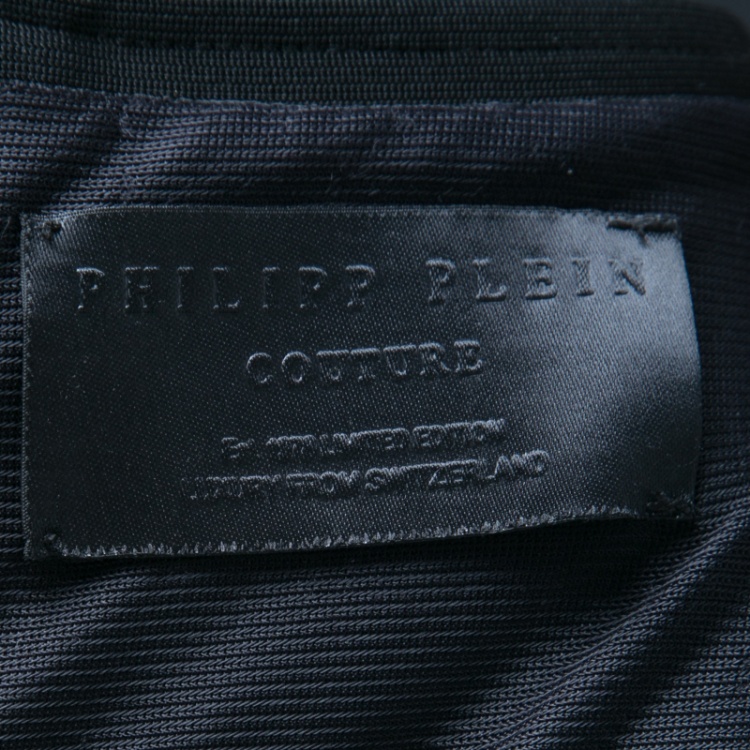 PHILIPP PLEIN
COUTURE
LIMITED EDITION
LUXURY FROM SWITZERLAND